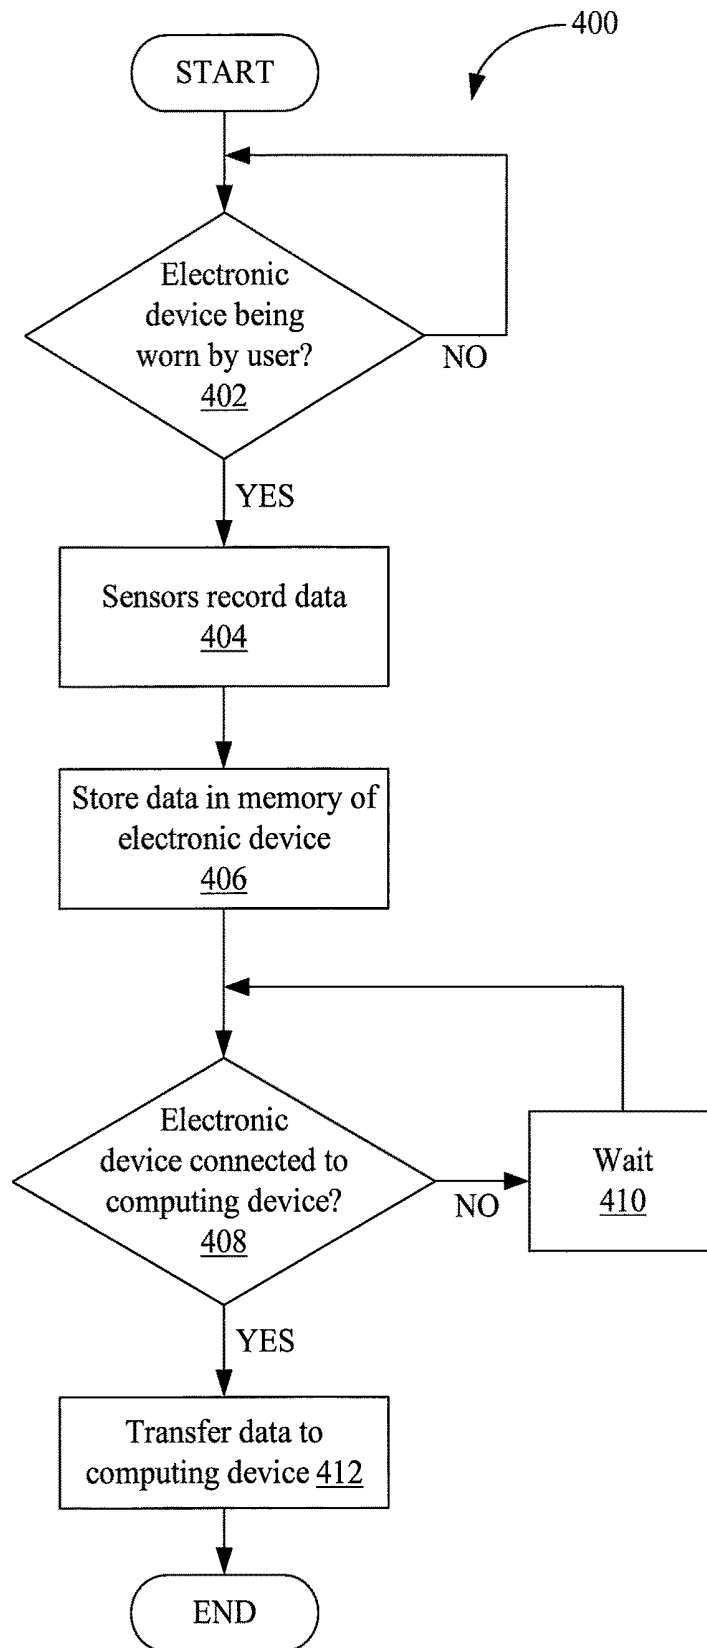 400
START
Electronic
device being
worn by user?
402
NO
YES
Sensors record data
404
Store data in memory of
electronic device
406
Electronic
device connected to
computing device?
408
NO
Wait
410
YES
Transfer data to
computing device 412
END